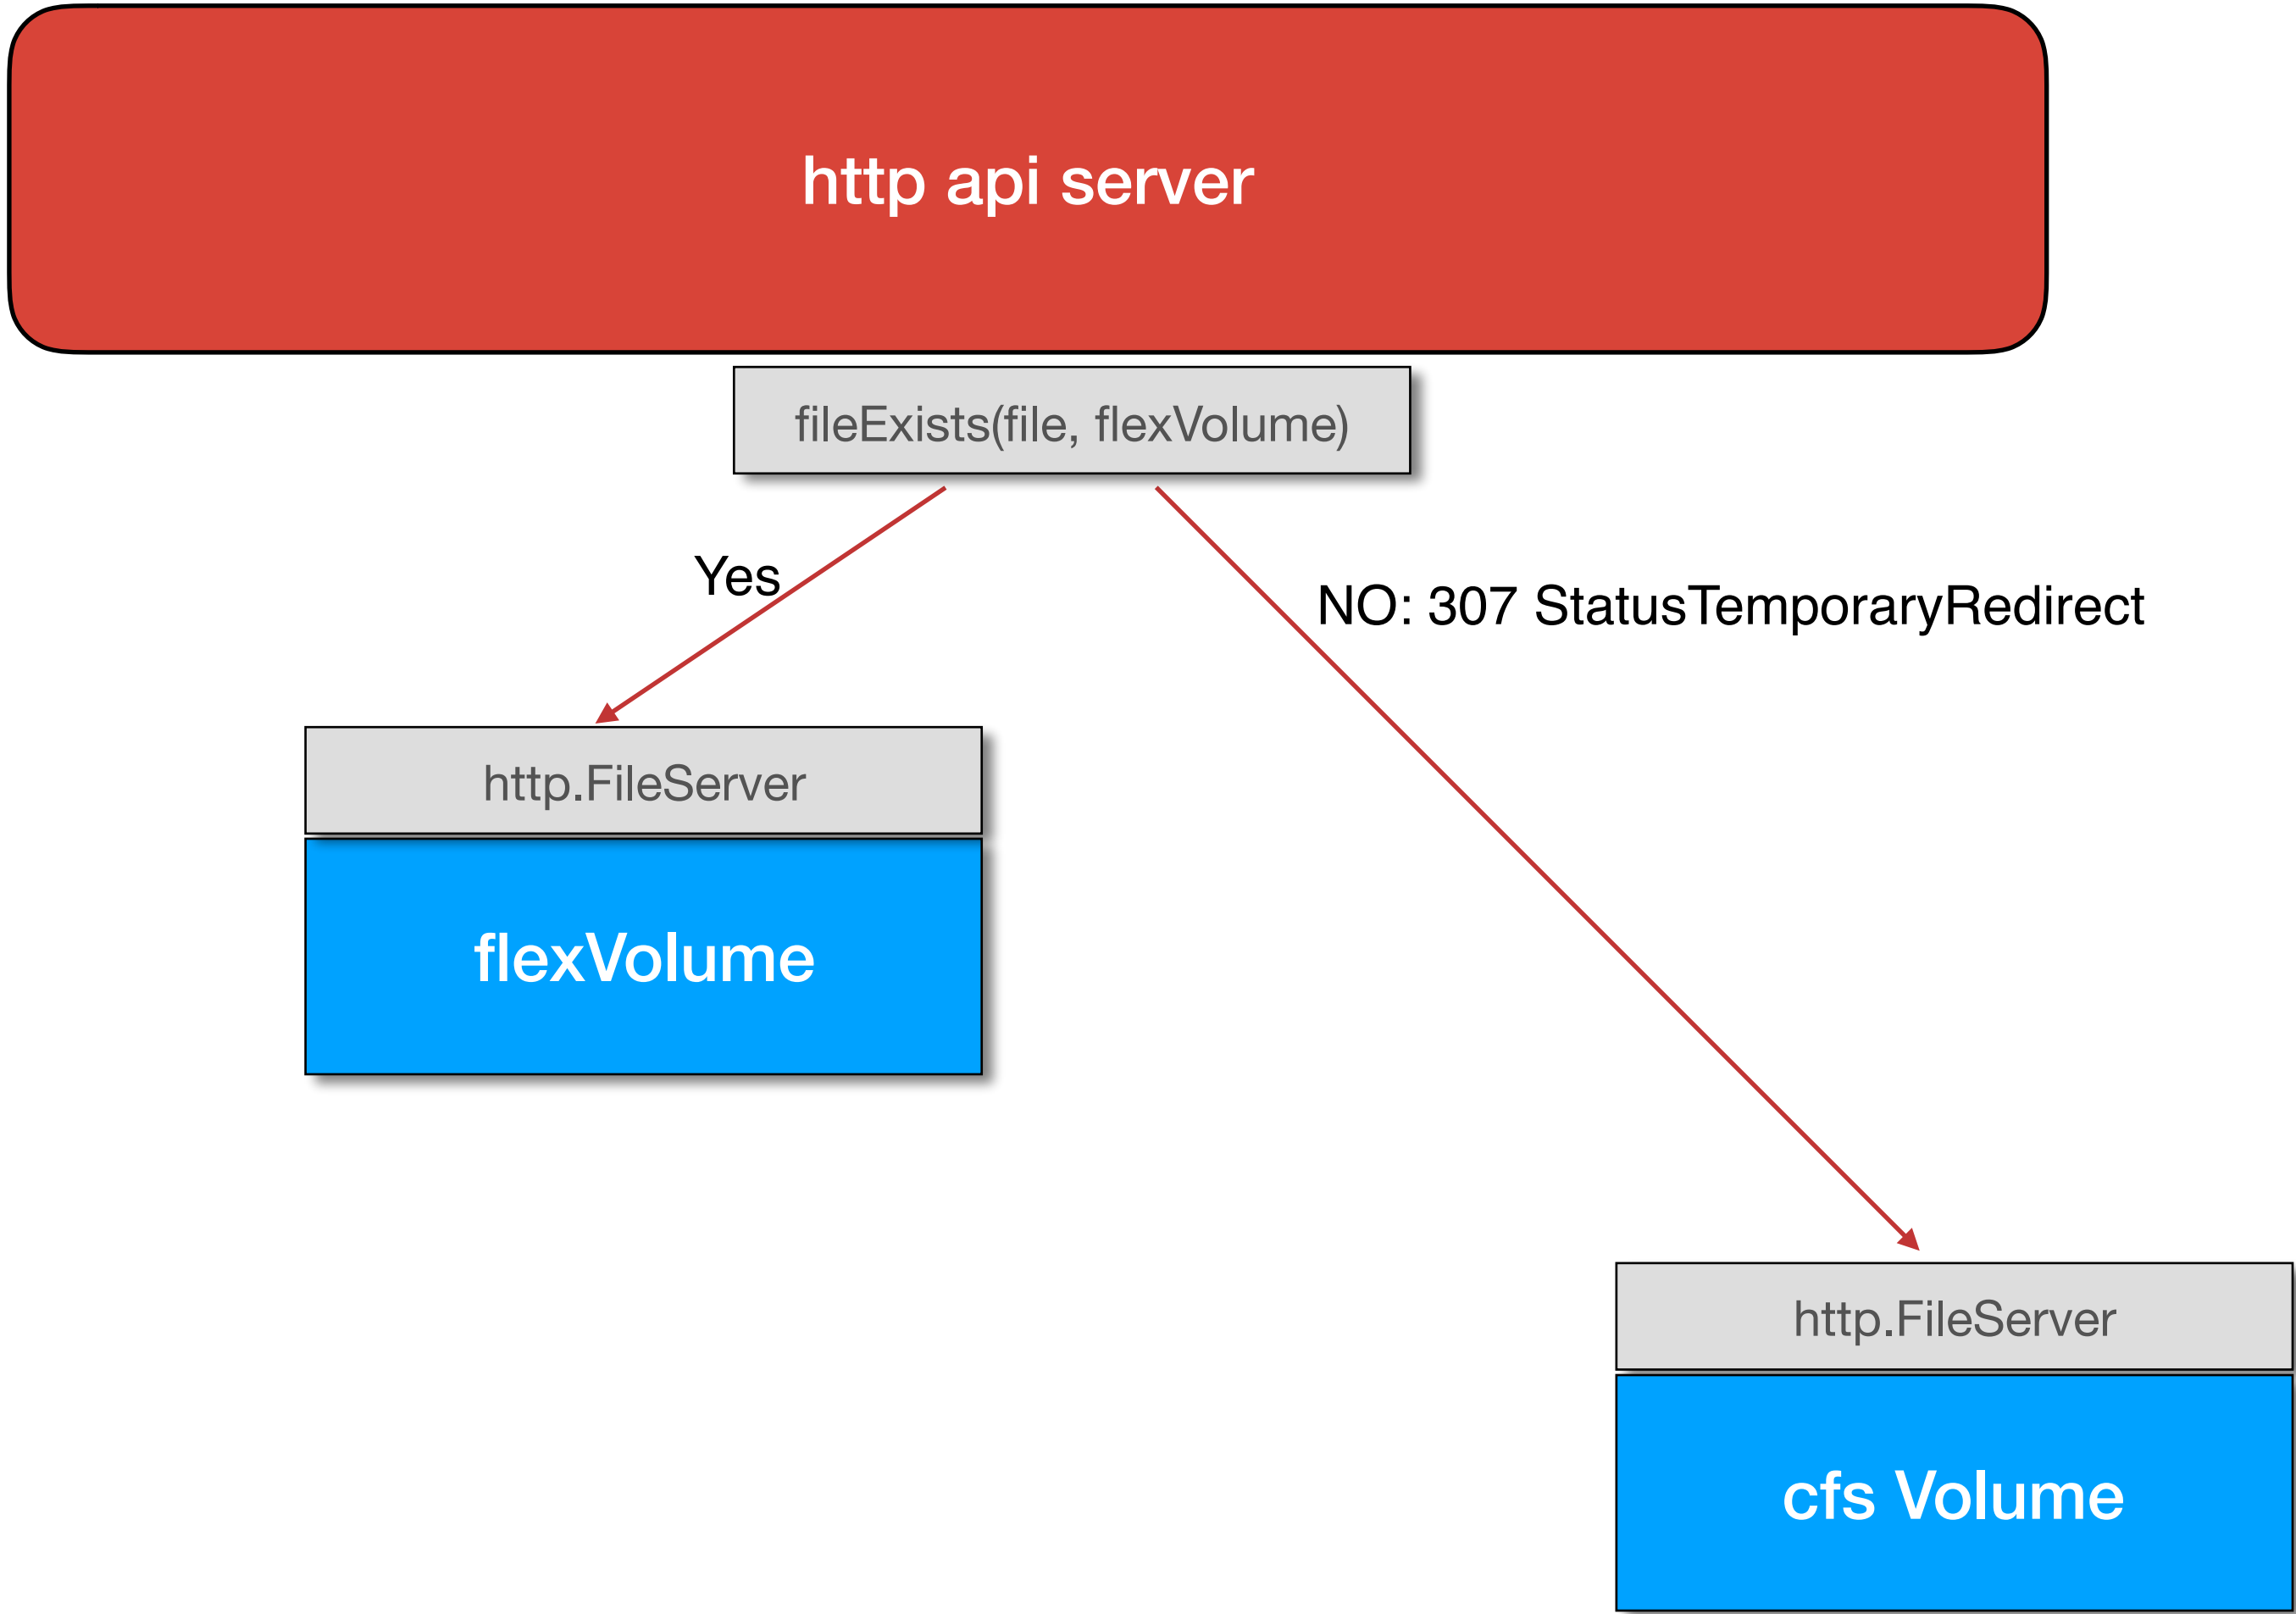 http api server
fileExists(file, flexVolume)
Yes
NO: 307 StatusTemporaryRedirect
http.FileServer
flexVolume
http.FileServer
cfs Volume